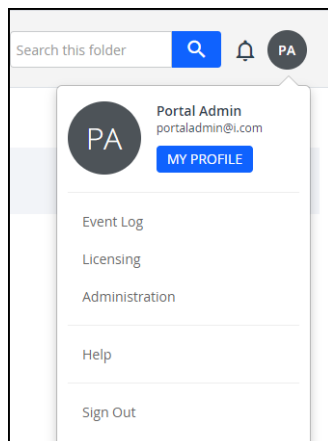 Search this folder
PA
PA
Portal Admin
portaladmin@i.com
MY PROFILE
Event Log
Licensing
Administration
Help
Sign Out